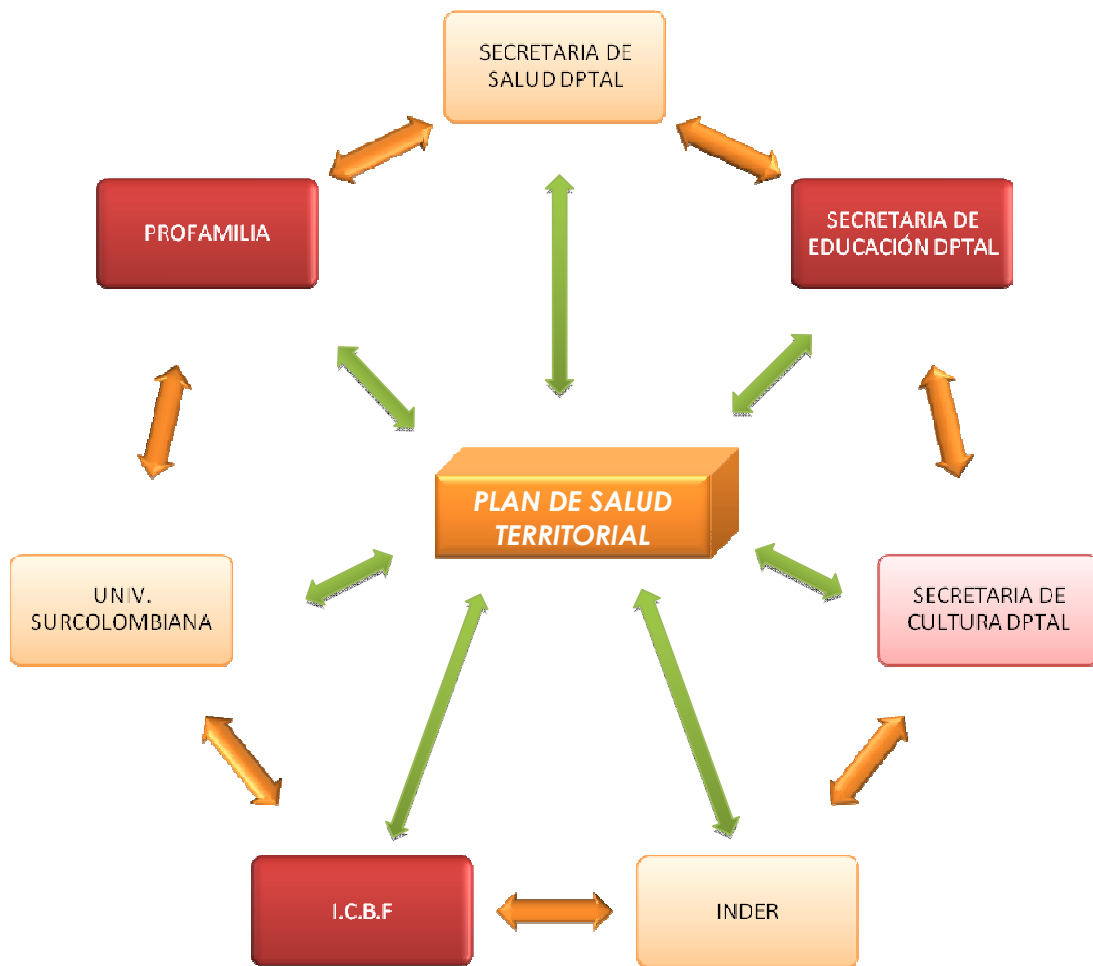 SECRETARIA DE
SALUD DPTAL
PROFAMILIA
SECRETARIA DE
EDUCACIÓN DPTAL
PLAN DE SALUD
TERRITORIAL
UNIV.
SURCOLOMBIANA
SECRETARIA DE
CULTURA DPTAL
I.C.B.F
INDER